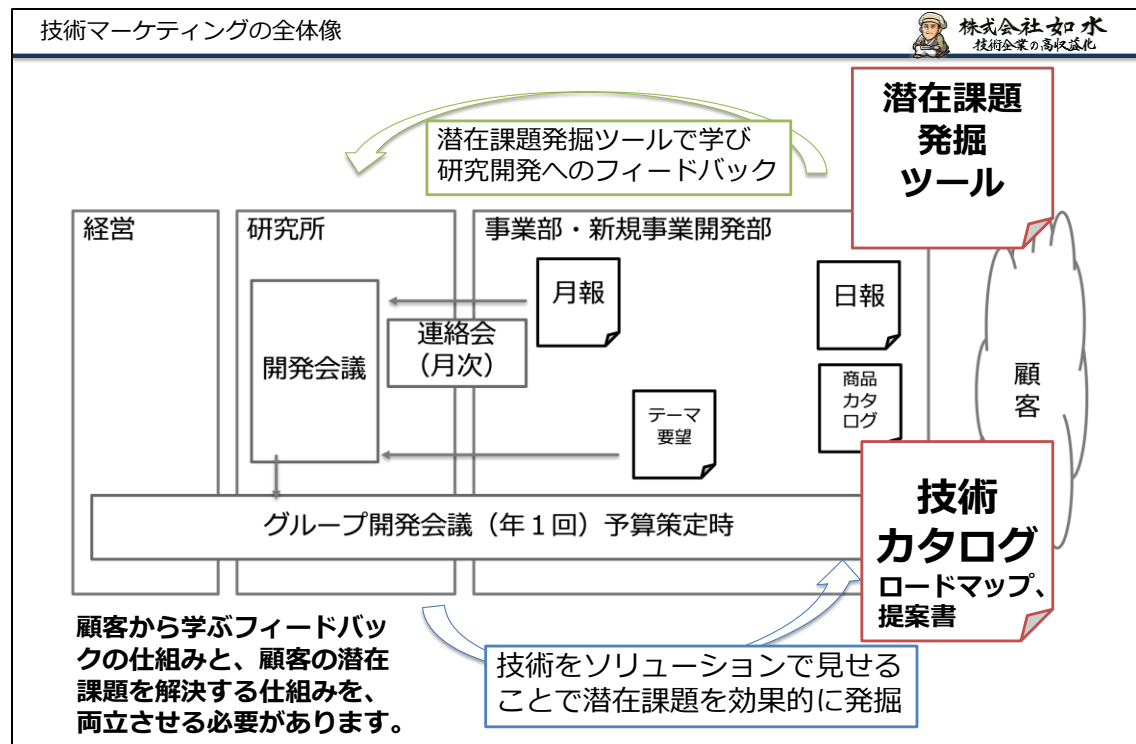 技術マーケティングの全体像
株式会社如水
技術企業の高収益化
潜在課題
発掘
ツール
潜在課題発掘ツールで学び
研究開発へのフィードバック
経営
研究所
事業部・新規事業開発部
月報
日報
連絡会
(月次)
開発会議
商品
カタ
ログ
顧
客
テーマ
要望
技術
カタログ
ロードマップ、
提案書
グループ開発会議（年１回）予算策定時
顧客から学ぶフィードバッ
クの仕組みと、顧客の潜在
課題を解決する仕組みを、
両立させる必要があります。
技術をソリューションで見せる
ことで潜在課題を効果的に発掘